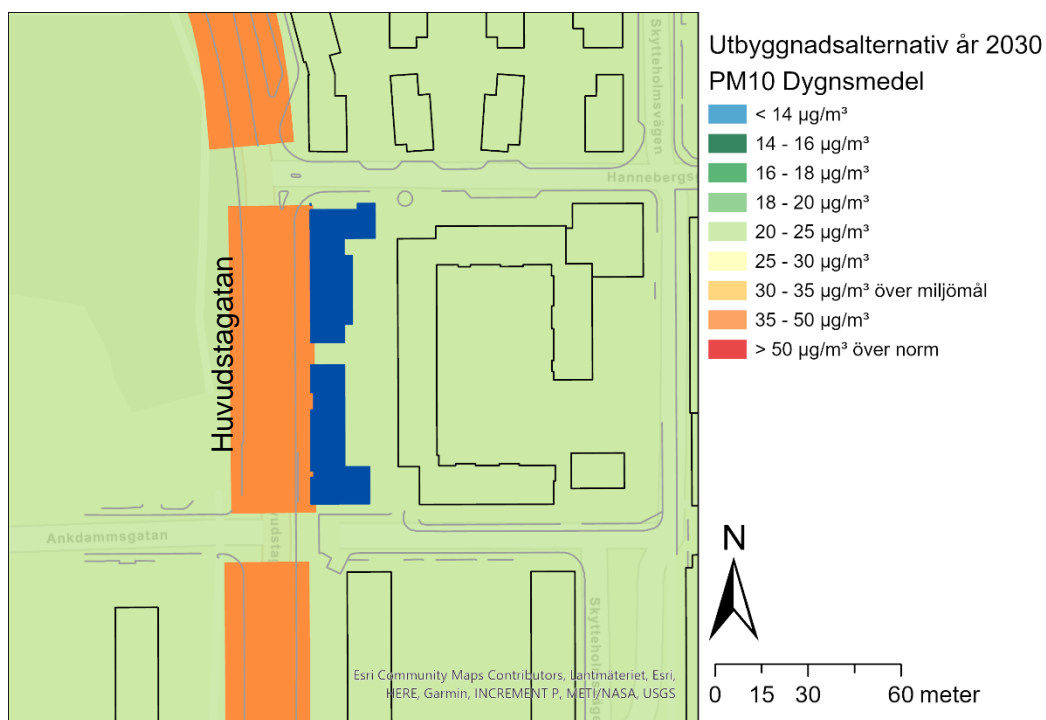 Utbyggnadsalternativ år 2030
PM10 Dygnsmedel
< 14 µg/m³
14 - 16 µg/m³
16 - 18 µg/m³
18 - 20 µg/m³
20 - 25 µg/m³
25 - 30 µg/m³
30 - 35 µg/m³ över miljömål
35 - 50 µg/m³
> 50 µg/m³ över norm
Skytteholmsvägen
Hannebergsg
Huvudstagatan
Ankdammsgatan
vudstag
Skytteholmsv
N
0 15 30 60 meter
Esri Community Maps Contributors, Lantmäteriet, Esri,
HERE, Garmin, INCREMENT P, METI/NASA, USGS